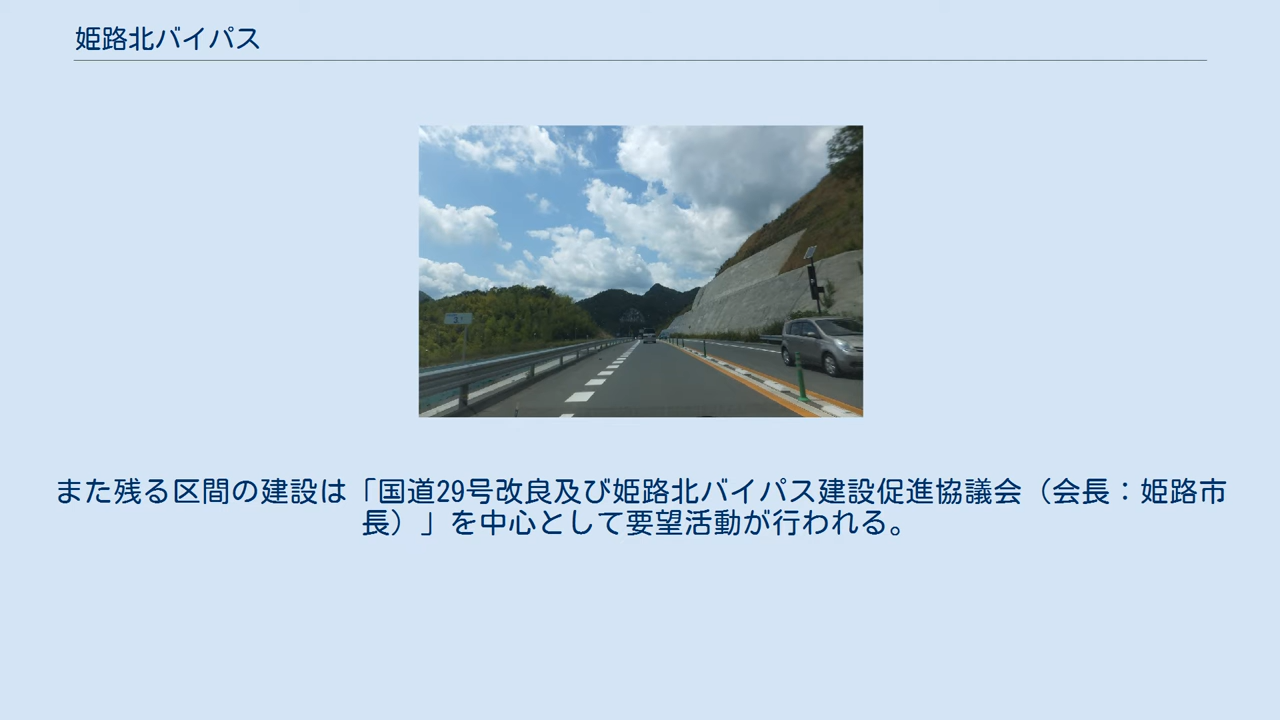 姫路北バイパス
また残る区間の建設は「国道29号改良及び姫路北バイパス建設促進協議会（会長：姫路市
長）」を中心として要望活動が行われる。